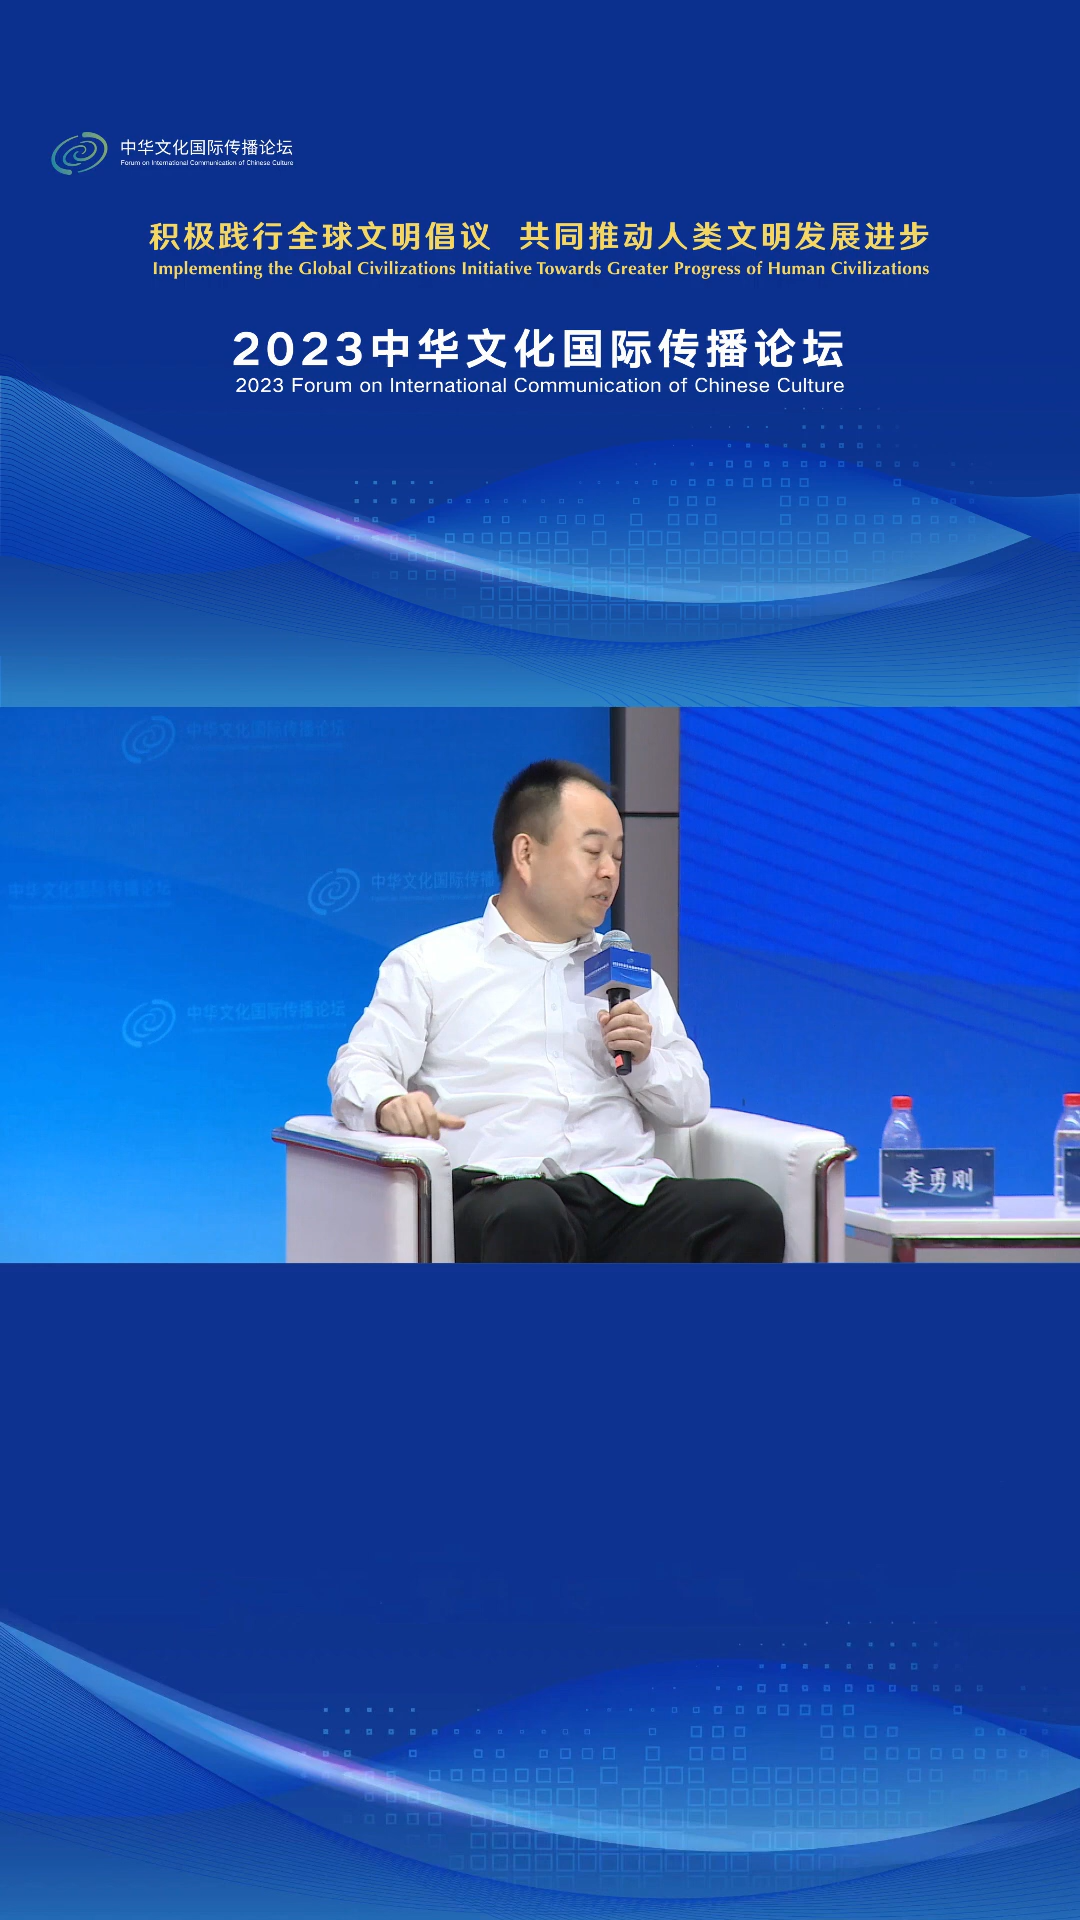 中华文化国际传播论坛
Forum on International Communication of Chinese Culture
积极践行全球文明倡议 共同推动人类文明发展进步
Implementing the Global Civilizations Initiative Towards Greater Progress of Human Civilizations
2023中华文化国际传播论坛
2023 Forum on International Communication of Chinese Culture
中华文化国际传播论坛
中华文化国际传播论坛
中华文化国际传播
中华文化国际传播论坛
李勇刚